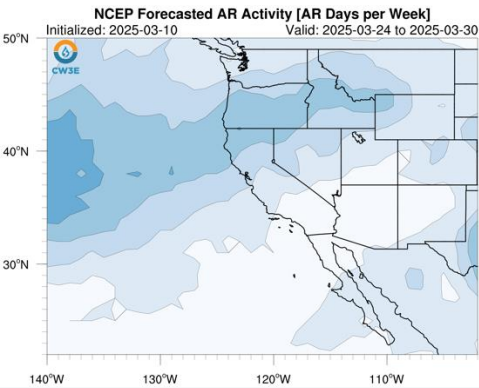 NCEP Forecasted AR Activity [AR Days per Week]
Initialized: 2025-03-10 Valid: 2025-03-24 to 2025-03-30
50°N
CW3E
40°N
30°N
140°W 130°W 120°W 110°W